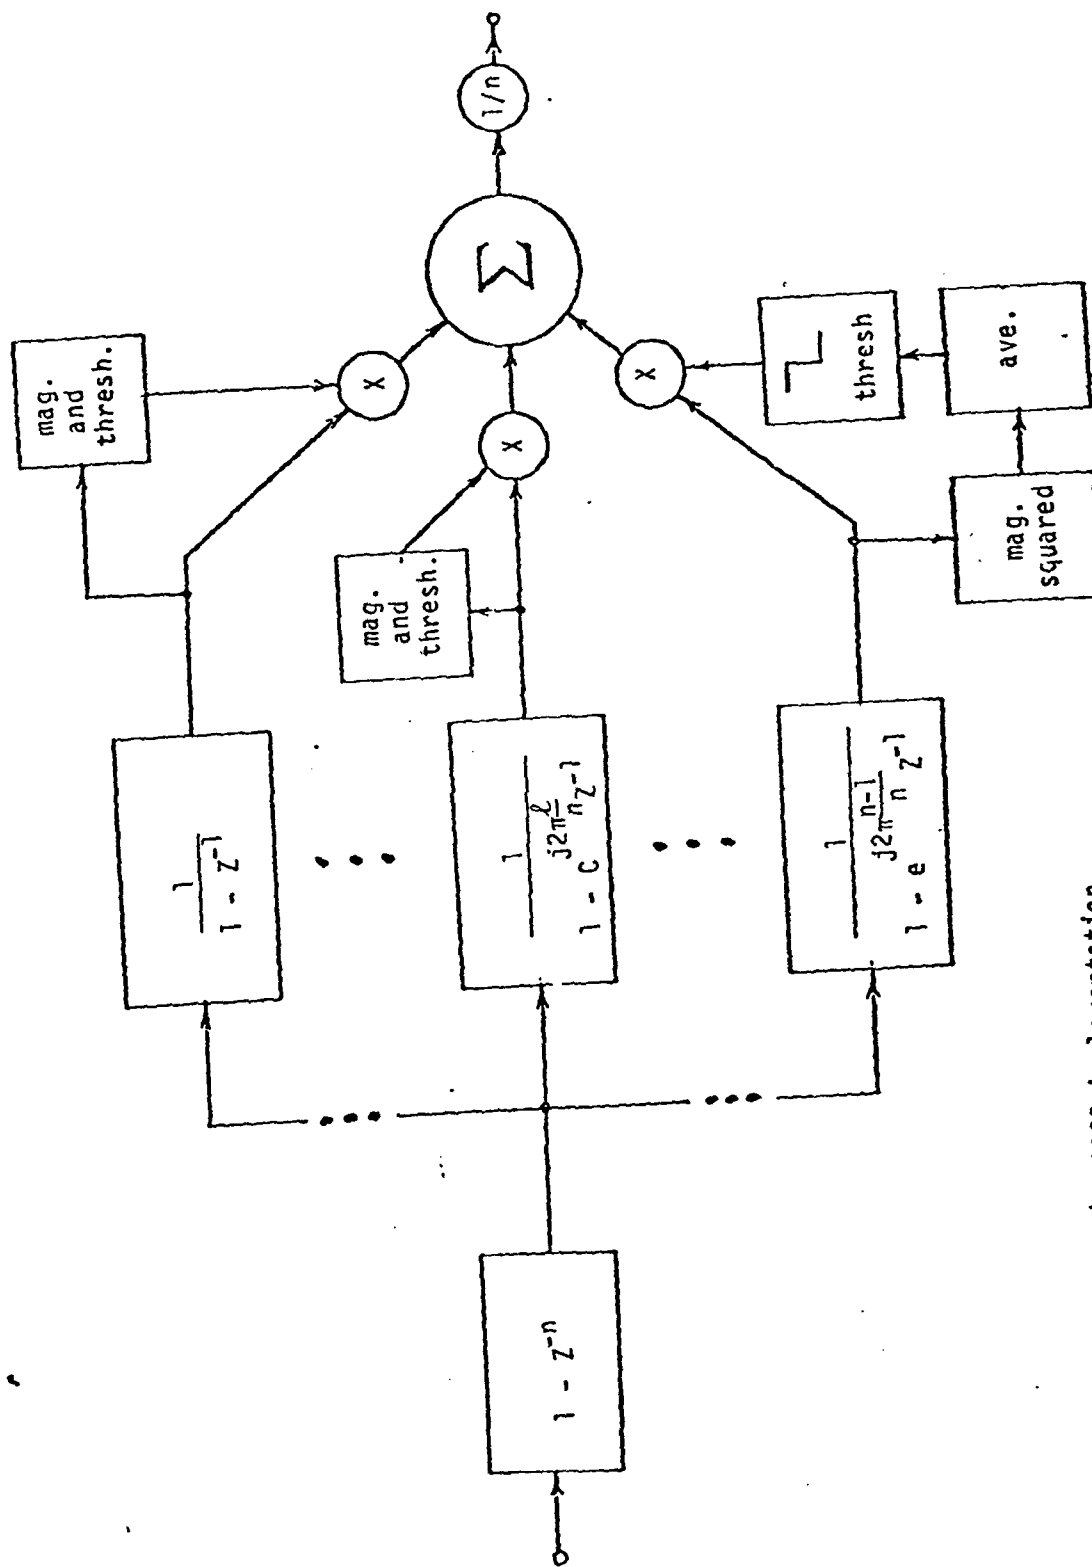 1 - Z⁻ⁿ
1
1 - Z⁻¹
1
1 - C^{j2π ℓ/n} Z⁻¹
1
1 - e^{j2π (n-1)/n} Z⁻¹
mag.
and
thresh.
mag.
and
thresh.
mag.
squared
ave.
thresh
X
X
X
Σ
1/n